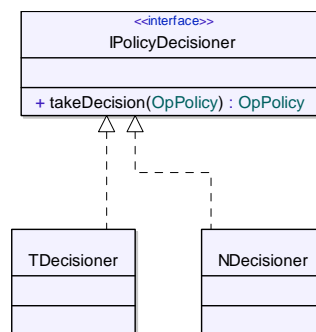 <<interface>>
IPolicyDecisioner
+ takeDecision(OpPolicy) : OpPolicy
TDecisioner
NDecisioner